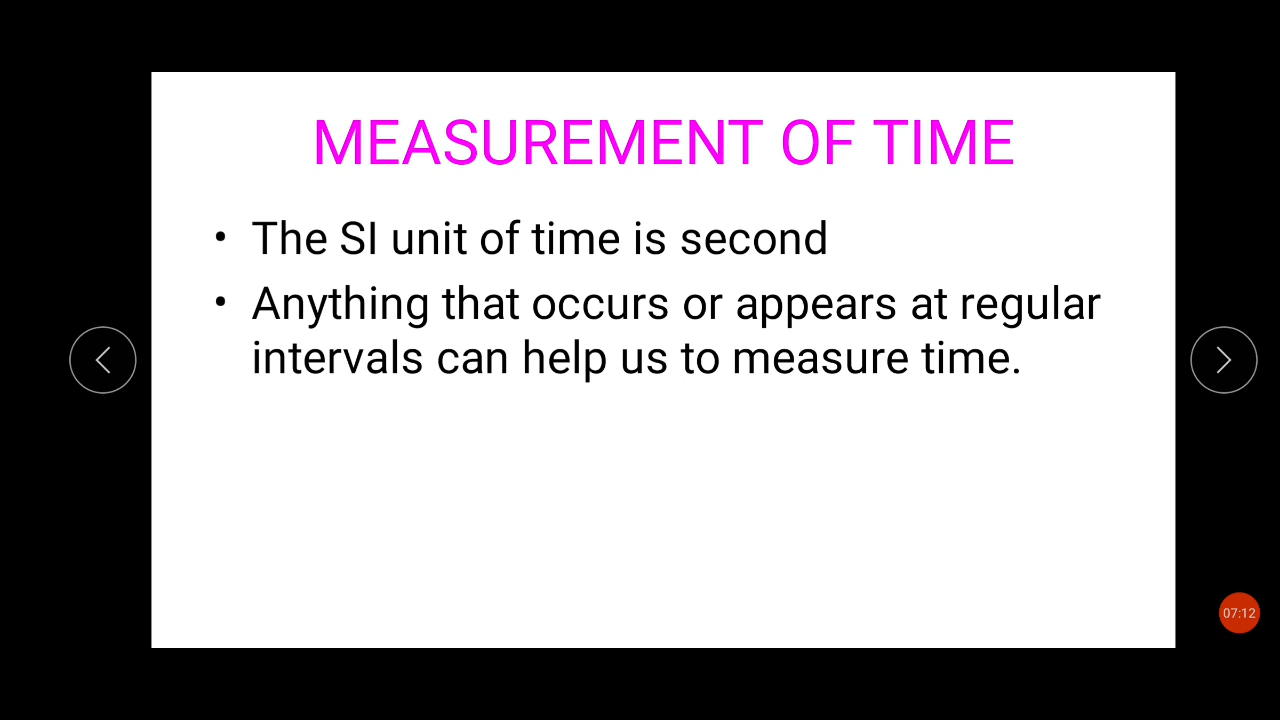 MEASUREMENT OF TIME
• The SI unit of time is second
• Anything that occurs or appears at regular
intervals can help us to measure time.
07:12